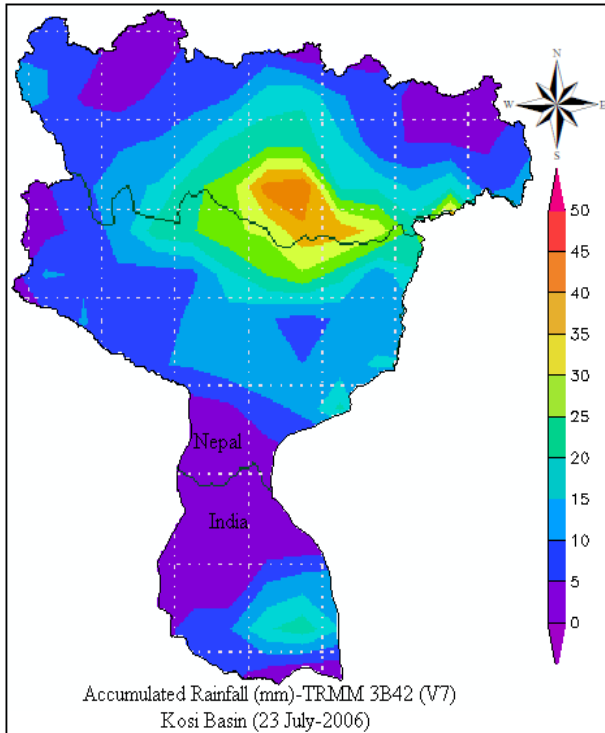 N
W E
S
50
45
40
35
30
25
20
15
10
5
0
Nepal
India
Accumulated Rainfall (mm)-TRMM 3B42 (V7)
Kosi Basin (23 July-2006)